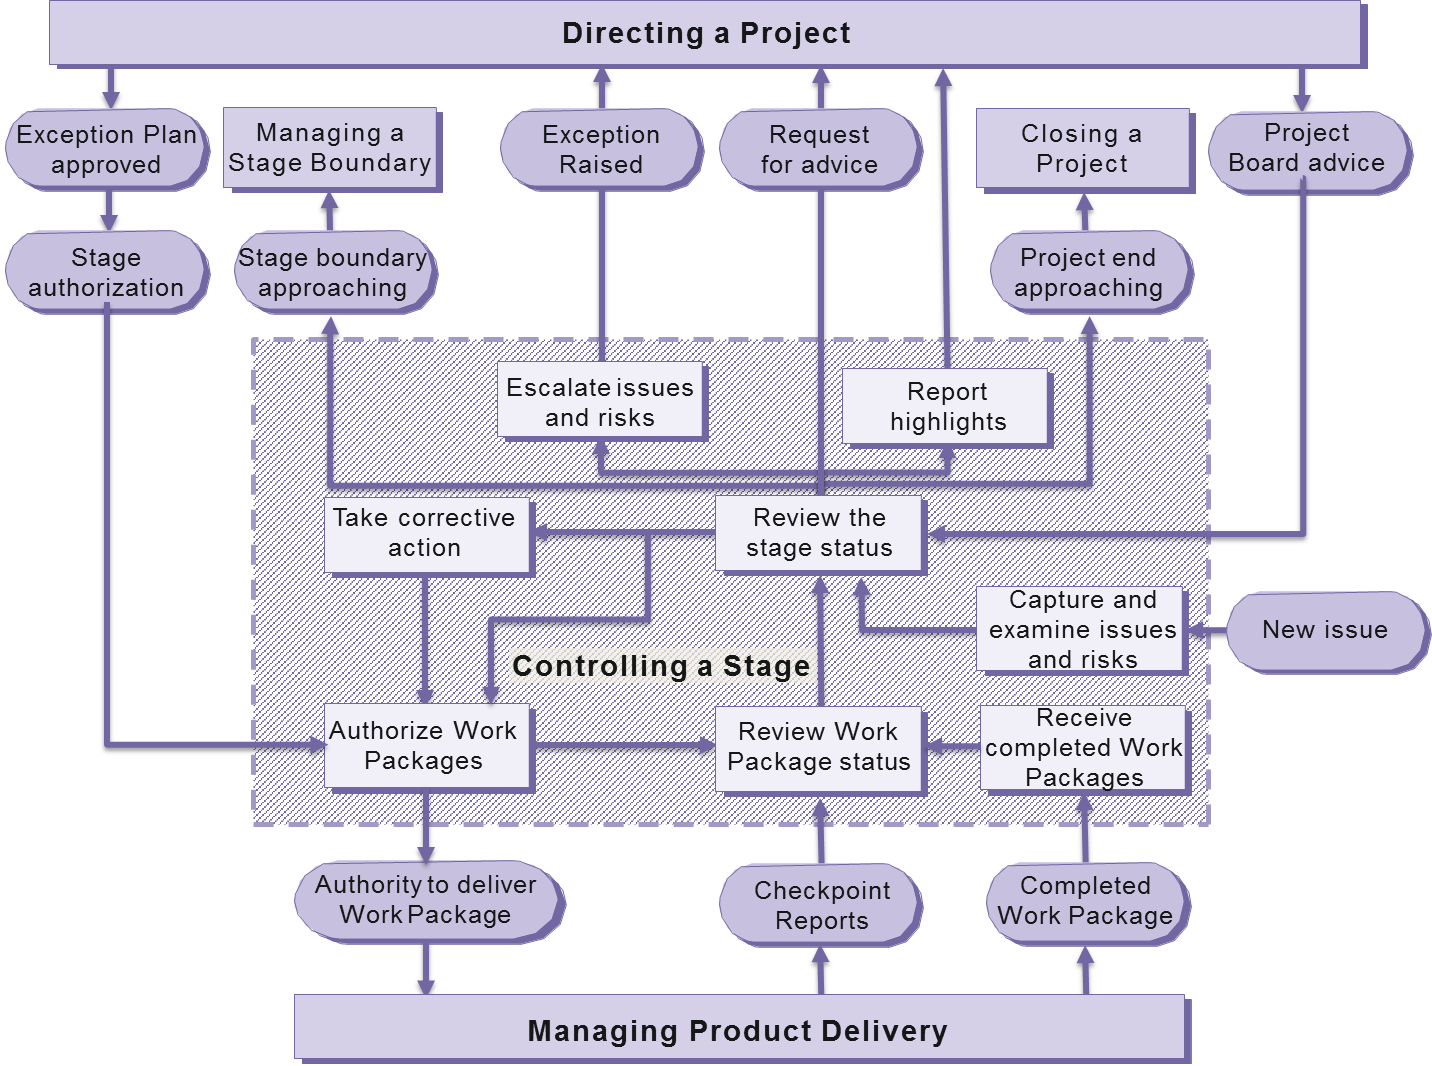 Directing a Project
Exception Plan
approved
Managing a
Stage Boundary
Exception
Raised
Request
for advice
Closing a
Project
Project
Board advice
Stage
authorization
Stage boundary
approaching
Project end
approaching
Escalate issues
and risks
Report
highlights
Take corrective
action
Review the
stage status
Capture and
examine issues
and risks
New issue
Controlling a Stage
Authorize Work
Packages
Review Work
Package status
Receive
completed Work
Packages
Authority to deliver
Work Package
Checkpoint
Reports
Completed
Work Package
Managing Product Delivery